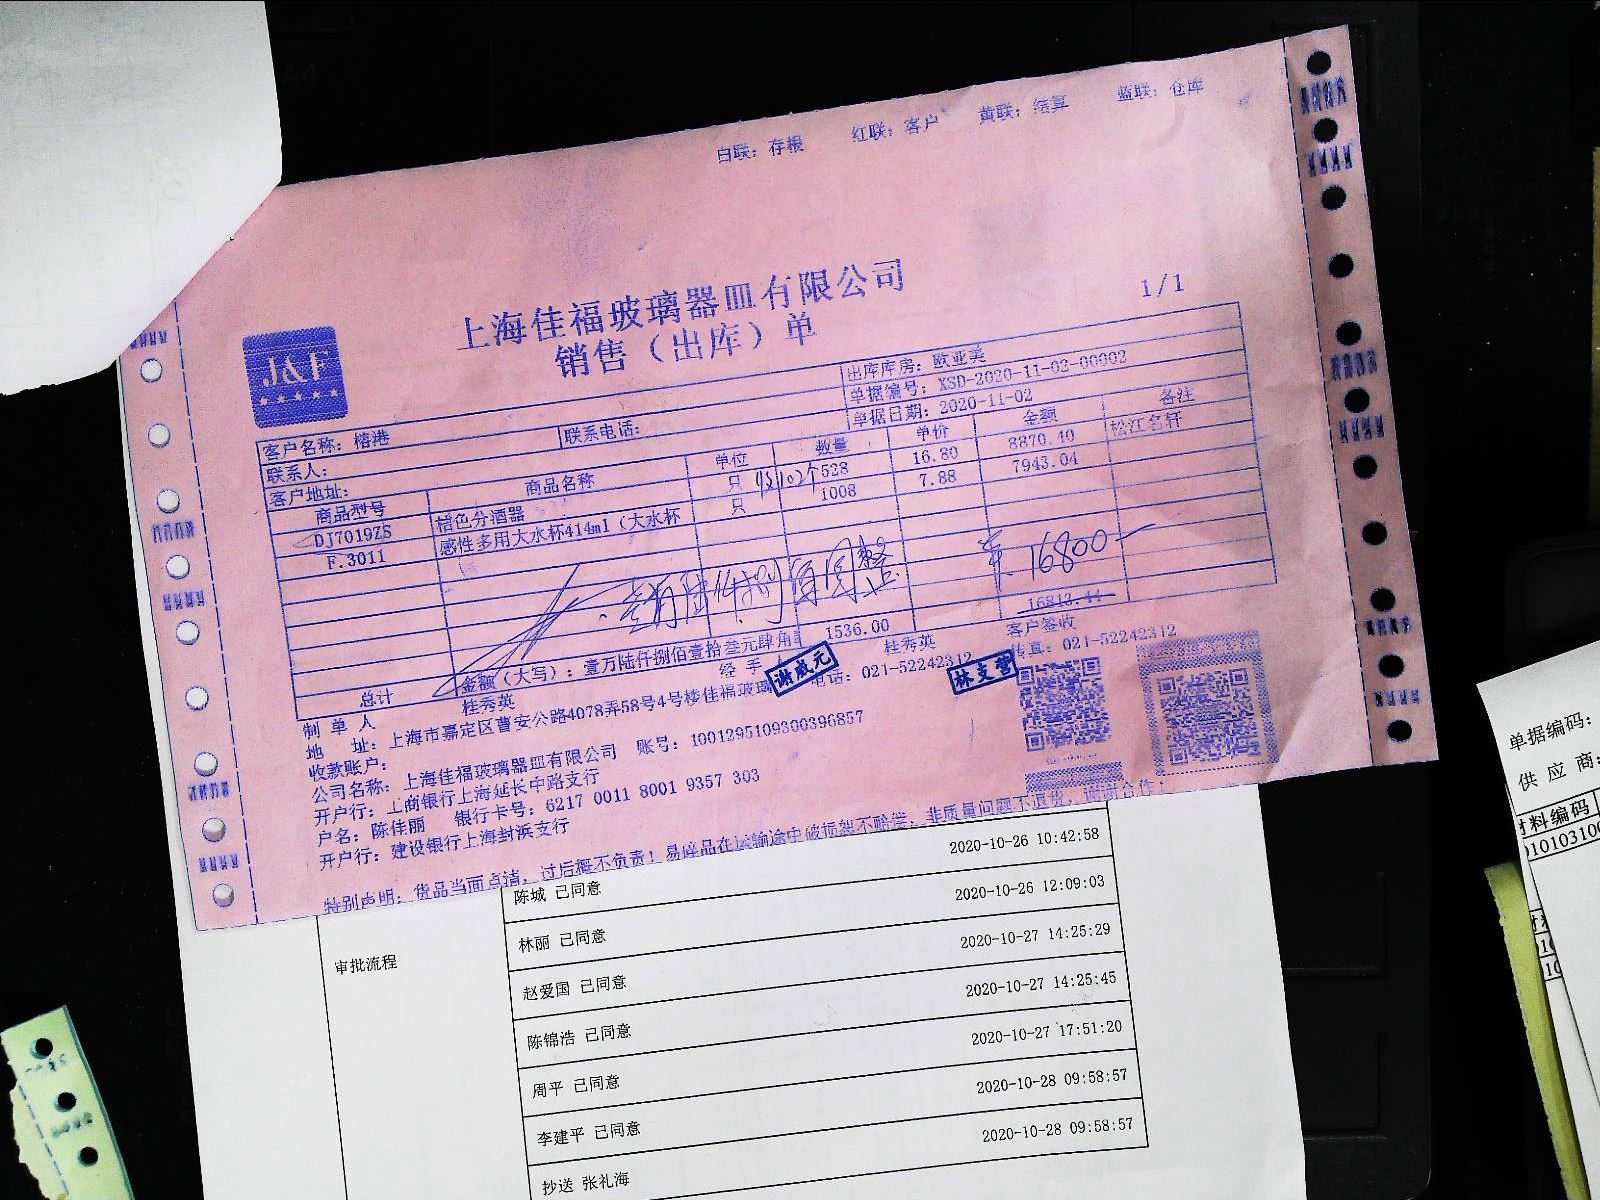 白联：存根 红联：客户 黄联：结算 蓝联：仓库
上海佳福玻璃器皿有限公司
销售（出库）单
1/1
J&F
出库库房：欧亚美
单据编号：XSD-2020-11-02-00002
单据日期：2020-11-02
客户名称：榕港 联系电话：
联系人：
客户地址：
商品型号 商品名称 单位 数量 单价 金额 备注
DJ7019ZS 桔色分酒器 只 528 16.80 8870.40 松江名轩
F.3011 感性多用大水杯414ml（大水杯 只 1008 7.88 7943.04
（
16800
16813.44
总计 金额（大写）：壹万陆仟捌佰壹拾叁元肆角 1536.00
制单人 桂秀英 经手 桂秀英 客户签收
谢成元
林支营
地 址：上海市嘉定区曹安公路4078弄58号4号楼佳福玻璃 电话：021-52242312 传真：021-52242312
收款账户：
公司名称：上海佳福玻璃器皿有限公司 账号：1001295109300396857
开户行：工商银行上海延长中路支行
户名：陈佳丽 银行卡号：6217 0011 8001 9357 303
开户行：建设银行上海封浜支行
特别声明：货品当面点清，过后概不负责！易碎品在运输途中破损恕不赔偿，非质量问题不退货，谢谢合作！
审批流程
2020-10-26 10:42:58
陈城 已同意 2020-10-26 12:09:03
林丽 已同意 2020-10-27 14:25:29
赵爱国 已同意 2020-10-27 14:25:45
陈锦浩 已同意 2020-10-27 17:51:20
周平 已同意 2020-10-28 09:58:57
李建平 已同意 2020-10-28 09:58:57
抄送 张礼海
单据编码：
供 应 商：
材料编码